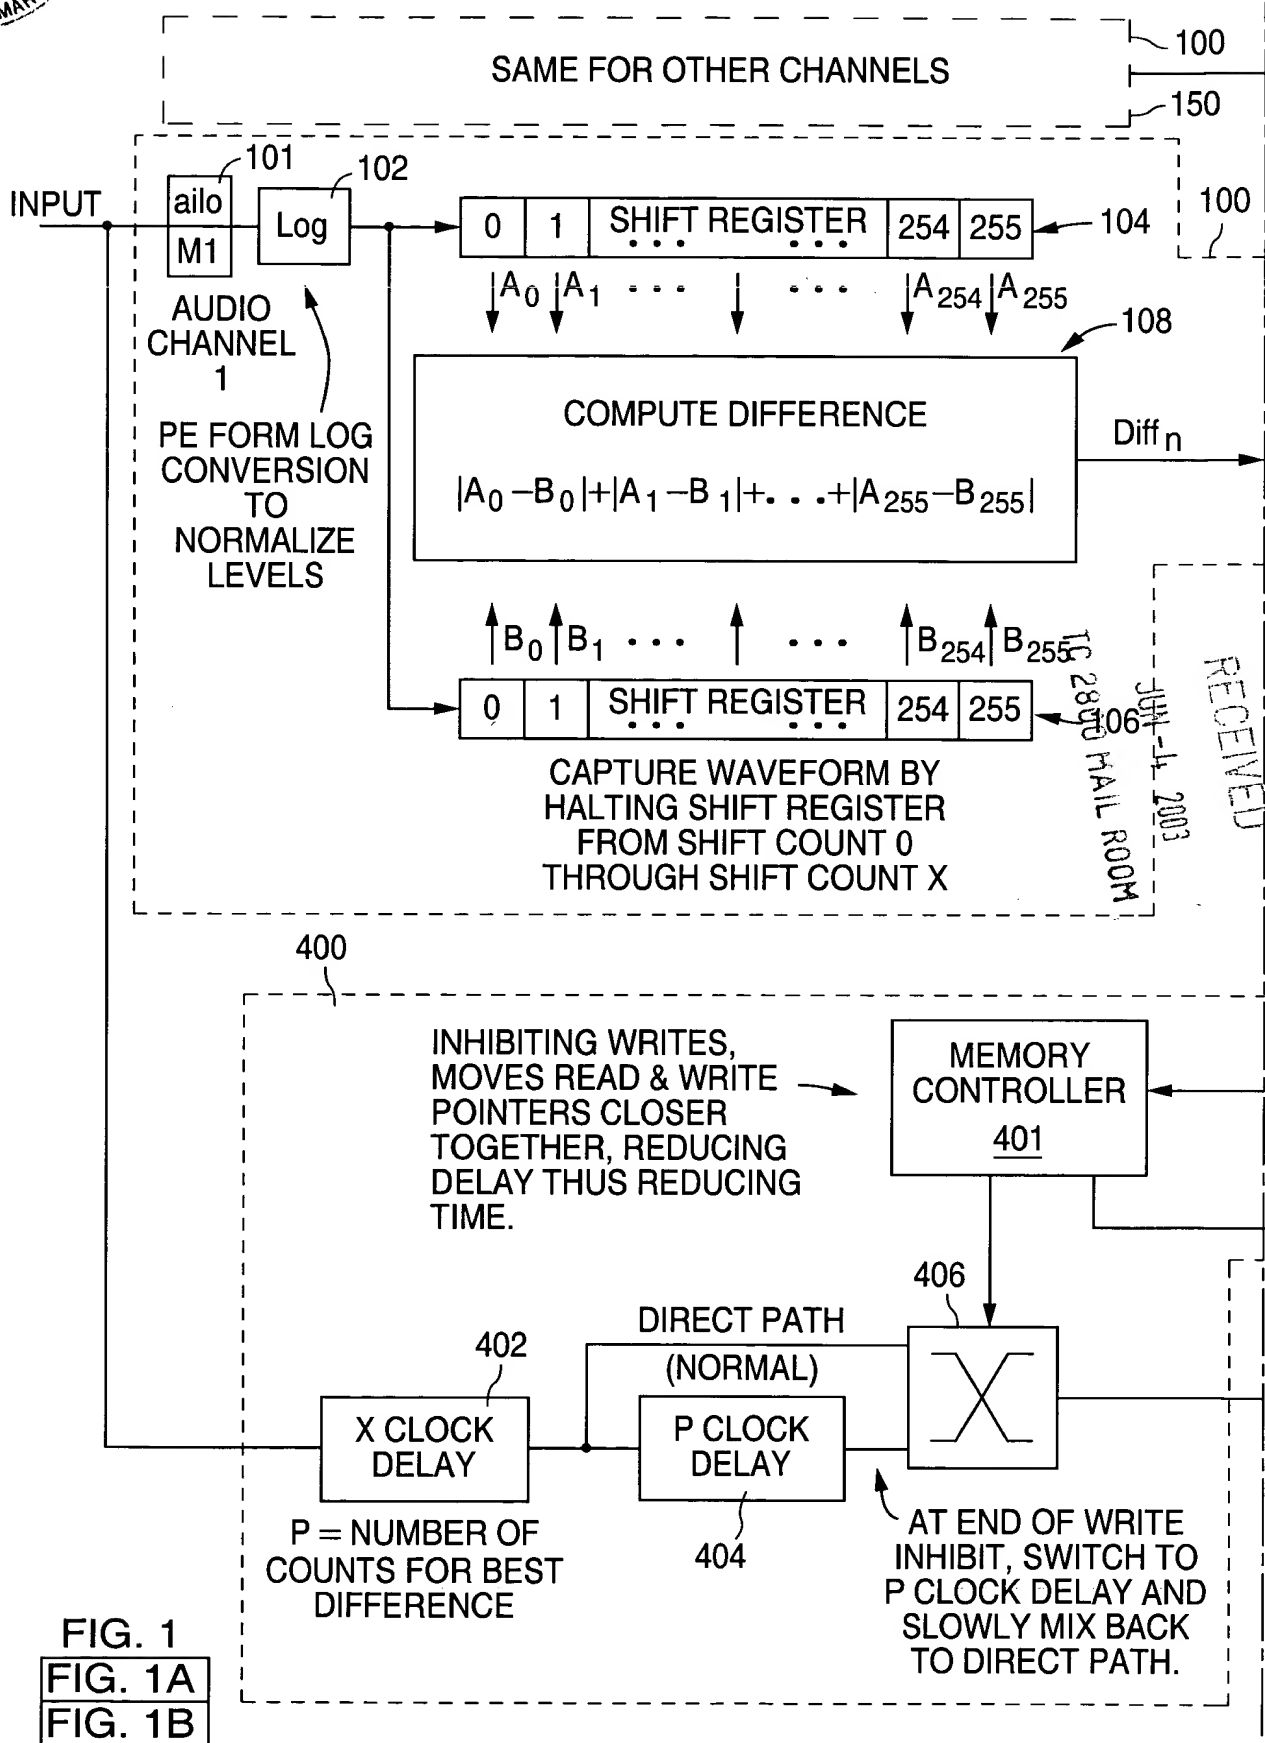 100
SAME FOR OTHER CHANNELS
150
101
102
INPUT
ailo
M1
Log
0 1 SHIFT REGISTER 254 255
... ...
104
100
A0 A1 ... ... A254 A255
AUDIO
CHANNEL
1
108
COMPUTE DIFFERENCE
|A0 –B0|+|A1 –B1|+. . .+|A255–B255|
Diffn
PE FORM LOG
CONVERSION
TO
NORMALIZE
LEVELS
B0 B1 ... ... B254 B255
0 1 SHIFT REGISTER 254 255
... ...
106
CAPTURE WAVEFORM BY
HALTING SHIFT REGISTER
FROM SHIFT COUNT 0
THROUGH SHIFT COUNT X
RECEIVED
JUN -4 2003
TC 2800 MAIL ROOM
400
INHIBITING WRITES,
MOVES READ & WRITE
POINTERS CLOSER
TOGETHER, REDUCING
DELAY THUS REDUCING
TIME.
MEMORY
CONTROLLER
401
406
DIRECT PATH
(NORMAL)
402
X CLOCK
DELAY
P CLOCK
DELAY
404
P = NUMBER OF
COUNTS FOR BEST
DIFFERENCE
AT END OF WRITE
INHIBIT, SWITCH TO
P CLOCK DELAY AND
SLOWLY MIX BACK
TO DIRECT PATH.
FIG. 1
FIG. 1A
FIG. 1B